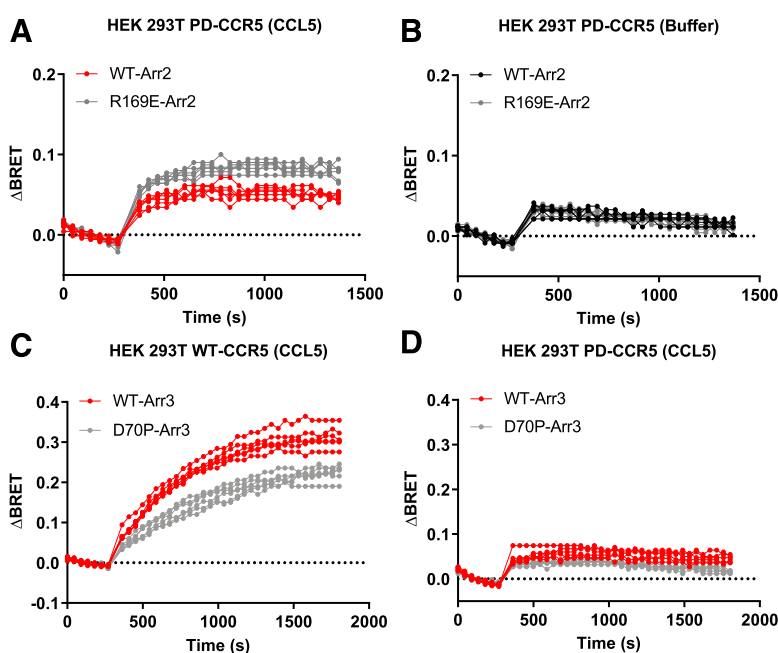 A
HEK 293T PD-CCR5 (CCL5)
WT-Arr2
R169E-Arr2
ΔBRET
0.2
0.1
0.0
0
500
1000
1500
Time (s)
B
HEK 293T PD-CCR5 (Buffer)
WT-Arr2
R169E-Arr2
ΔBRET
0.2
0.1
0.0
0
500
1000
1500
Time (s)
C
HEK 293T WT-CCR5 (CCL5)
WT-Arr3
D70P-Arr3
ΔBRET
0.4
0.3
0.2
0.1
0.0
-0.1
0
500
1000
1500
2000
Time (s)
D
HEK 293T PD-CCR5 (CCL5)
WT-Arr3
D70P-Arr3
ΔBRET
0.4
0.3
0.2
0.1
0.0
0
500
1000
1500
2000
Time (s)